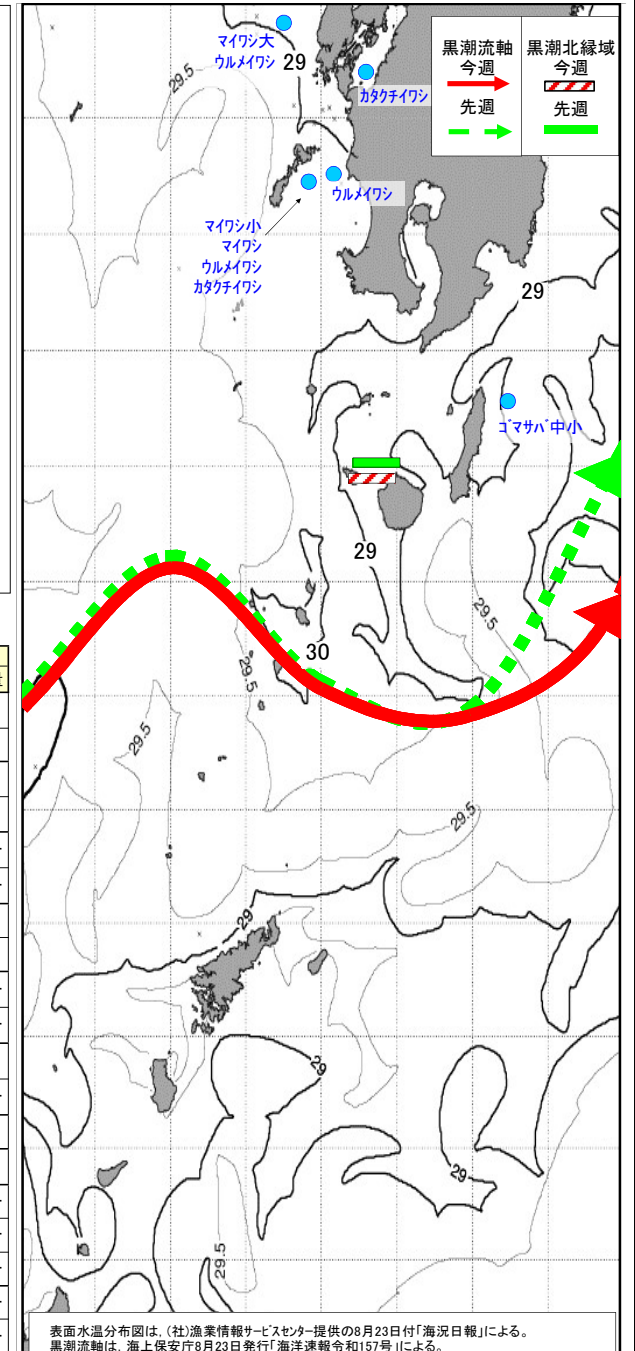 マイワシ大
ウルメイワシ
29
29.5
カタクチイワシ
黒潮流軸
今週
先週
黒潮北縁域
今週
先週
ウルメイワシ
マイワシ小
マイワシ
ウルメイワシ
カタクチイワシ
29
ゴマサバ中小
29
29.5
30
29.5
29.5
29.5
29
29
29
29.5
表面水温分布図は、(社)漁業情報サービスセンター提供の8月23日付「海況日報」による。
黒潮流軸は、海上保安庁8月23日発行「海洋速報令和157号」による。